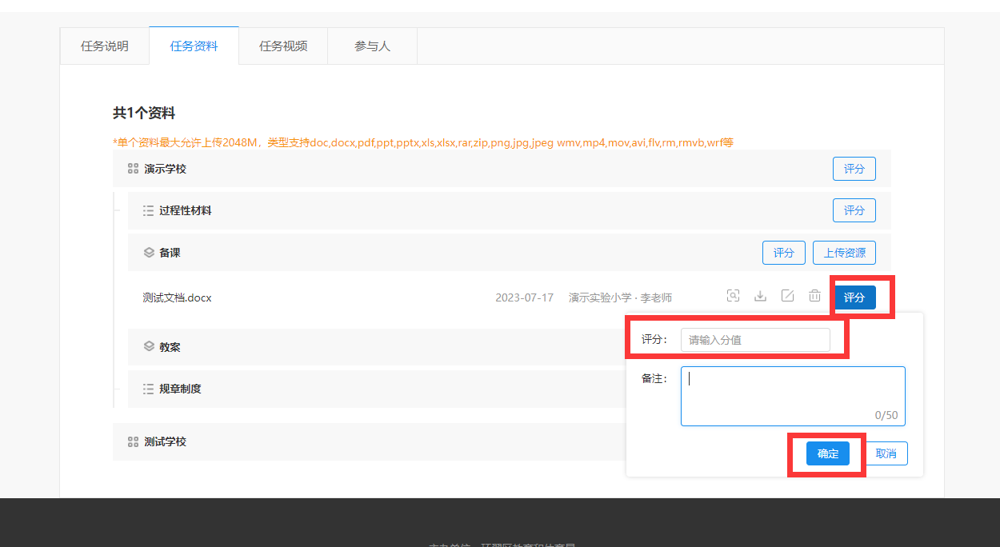 任务说明 任务资料 任务视频 参与人
共1个资料
*单个资料最大允许上传2048M，类型支持doc,docx,pdf,ppt,pptx,xls,xlsx,rar,zip,png,jpg,jpeg wmv,mp4,mov,avi,flv,rm,rmvb,wrf等
演示学校 评分
过程性材料 评分
备课 评分 上传资源
测试文档.docx 2023-07-17 演示实验小学 · 李老师 评分
评分： 请输入分值
教案
备注：
规章制度
0/50
测试学校
确定 取消